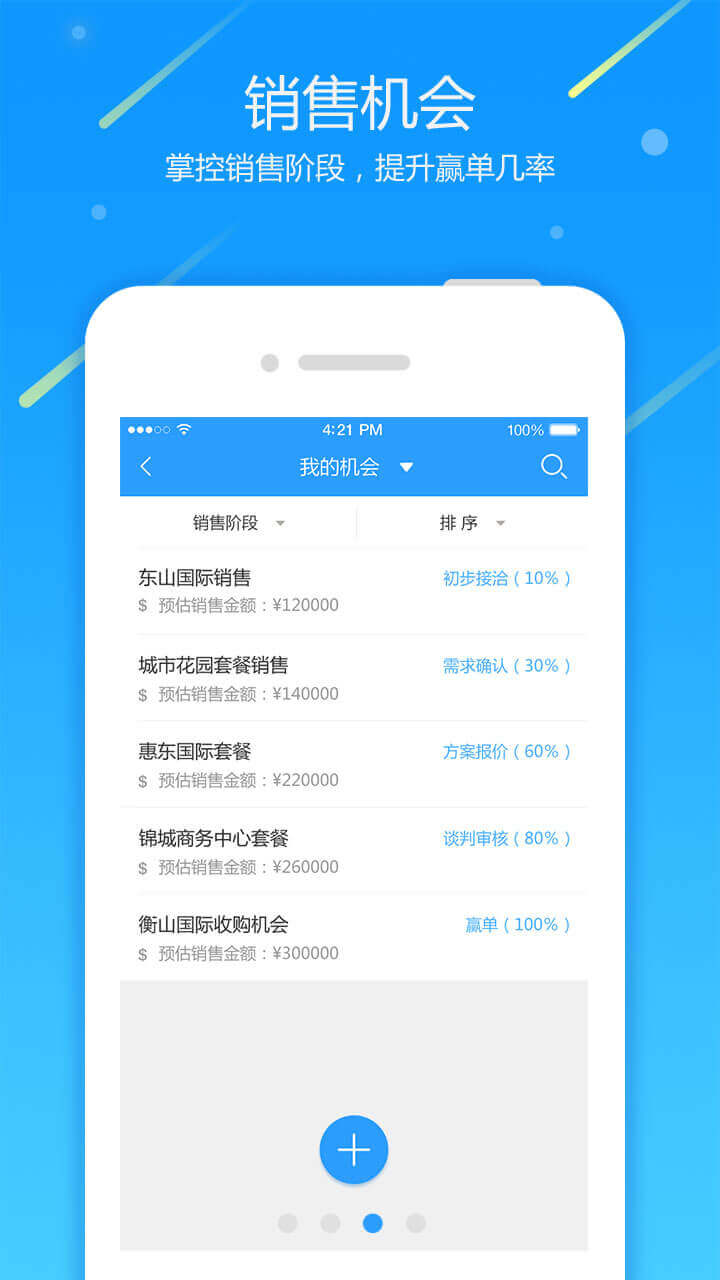 销售机会
掌控销售阶段，提升赢单几率
4:21 PM 100%
我的机会
销售阶段 排 序
东山国际销售 初步接洽（10%）
$ 预估销售金额：¥120000
城市花园套餐销售 需求确认（30%）
$ 预估销售金额：¥140000
惠东国际套餐 方案报价（60%）
$ 预估销售金额：¥220000
锦城商务中心套餐 谈判审核（80%）
$ 预估销售金额：¥260000
衡山国际收购机会 赢单（100%）
$ 预估销售金额：¥300000